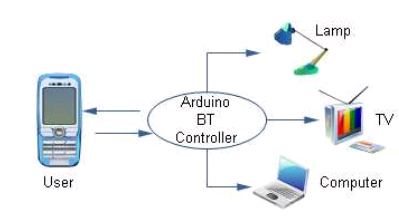 Lamp
Arduino
BT
Controller
TV
User
Computer